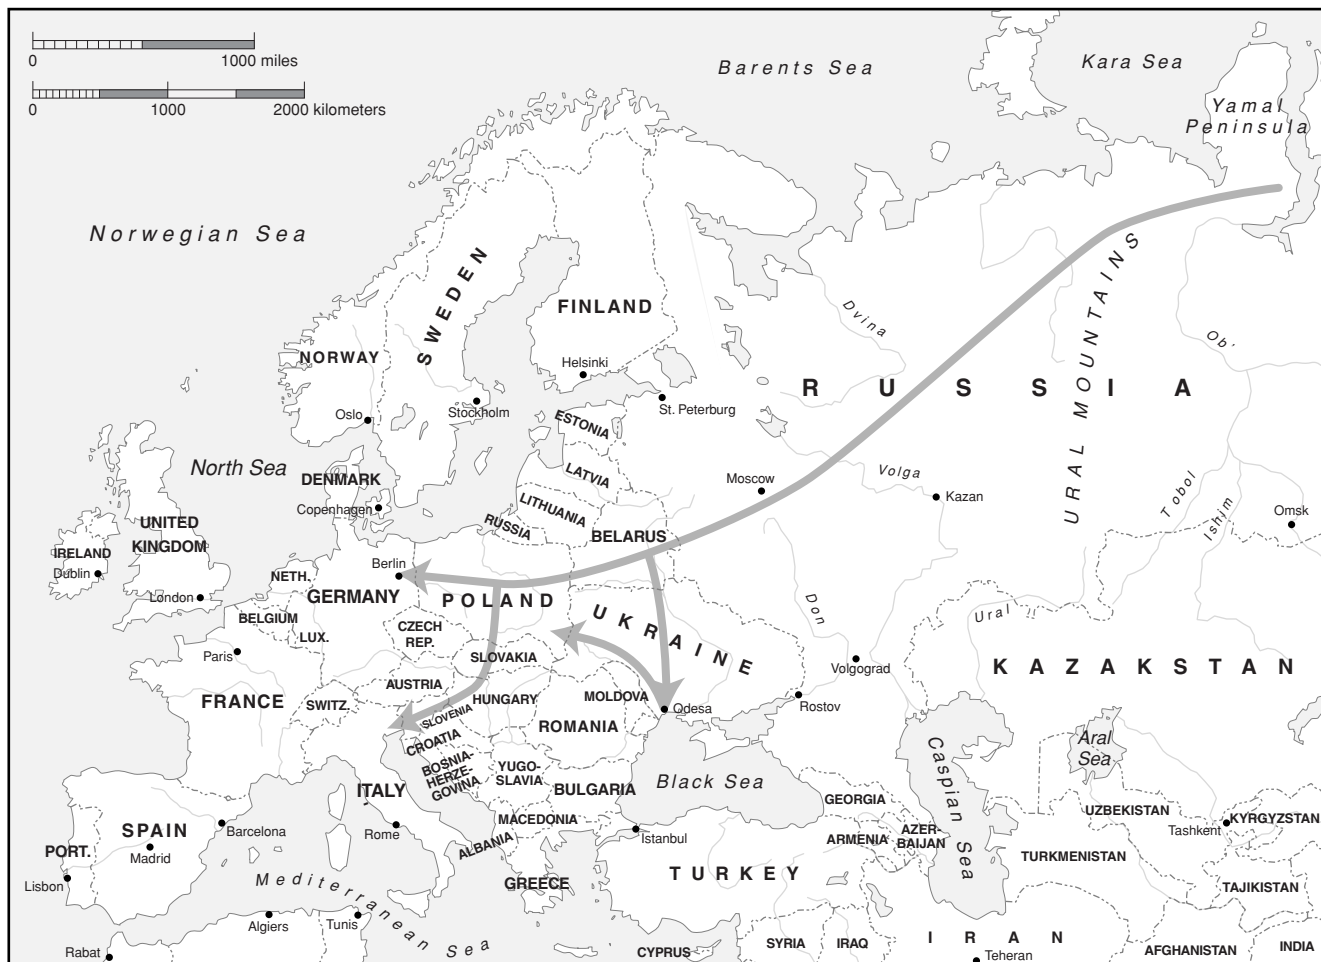 0 1000 miles
0 1000 2000 kilometers
Barents Sea
Kara Sea
Yamal
Peninsula
Norwegian Sea
SWEDEN
FINLAND
NORWAY
Helsinki
Oslo
Stockholm
St. Peterburg
Dvina
RUSSIA
URAL MOUNTAINS
Ob'
ESTONIA
LATVIA
LITHUANIA
RUSSIA
BELARUS
Moscow
Volga
Kazan
Tobol
Ishim
Omsk
North Sea
DENMARK
Copenhagen
UNITED
KINGDOM
IRELAND
Dublin
London
NETH.
Berlin
GERMANY
POLAND
BELGIUM
LUX.
CZECH
REP.
UKRAINE
Don
Ural
Paris
SLOVAKIA
Volgograd
KAZAKSTAN
FRANCE
SWITZ.
AUSTRIA
HUNGARY
MOLDOVA
Odesa
Rostov
SLOVENIA
CROATIA
ROMANIA
BOSNIA-
HERZE-
GOVINA
YUGO-
SLAVIA
BULGARIA
Black Sea
Caspian Sea
Aral
Sea
ITALY
Rome
MACEDONIA
ALBANIA
GREECE
Istanbul
GEORGIA
ARMENIA
AZER-
BAIJAN
UZBEKISTAN
Tashkent
KYRGYZSTAN
TURKMENISTAN
TAJIKISTAN
SPAIN
Barcelona
PORT.
Madrid
Lisbon
Mediterranean Sea
TURKEY
Algiers
Tunis
Rabat
CYPRUS
SYRIA
IRAQ
IRAN
Teheran
AFGHANISTAN
INDIA